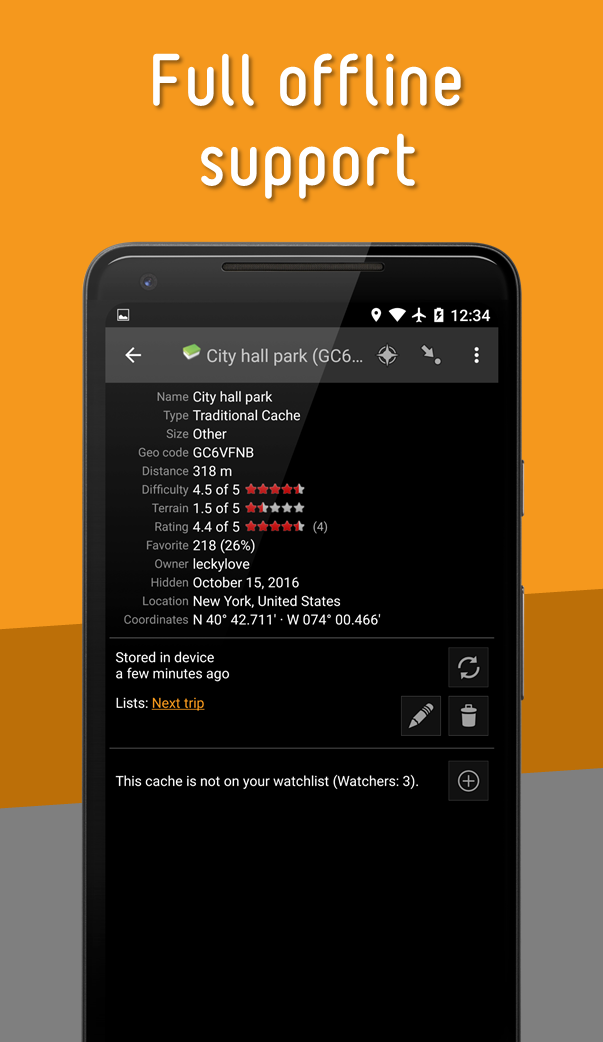 Full offline
support
12:34
City hall park (GC6...
Name City hall park
Type Traditional Cache
Size Other
Geo code GC6VFNB
Distance 318 m
Difficulty 4.5 of 5
Terrain 1.5 of 5
Rating 4.4 of 5 (4)
Favorite 218 (26%)
Owner leckylove
Hidden October 15, 2016
Location New York, United States
Coordinates N 40° 42.711' · W 074° 00.466'
Stored in device
a few minutes ago
Lists: Next trip
This cache is not on your watchlist (Watchers: 3).